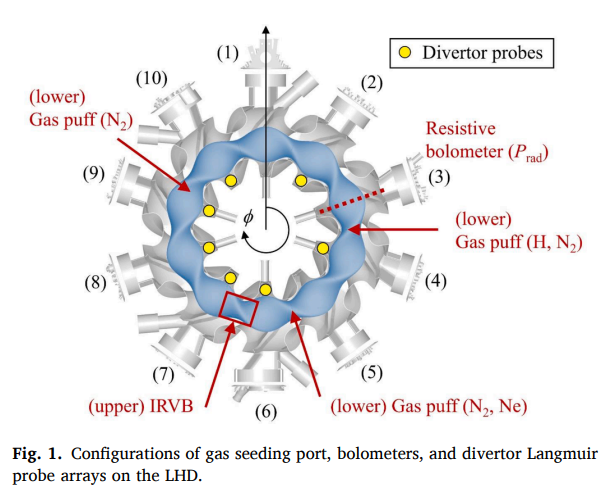 (1)
Divertor probes
(10)
(2)
(lower)
Gas puff (N₂)
Resistive
bolometer (Prad)
(9)
(3)
ϕ
(lower)
Gas puff (H, N₂)
(8)
(4)
(7)
(5)
(upper) IRVB
(6)
(lower) Gas puff (N₂, Ne)
Fig. 1. Configurations of gas seeding port, bolometers, and divertor Langmuir
probe arrays on the LHD.